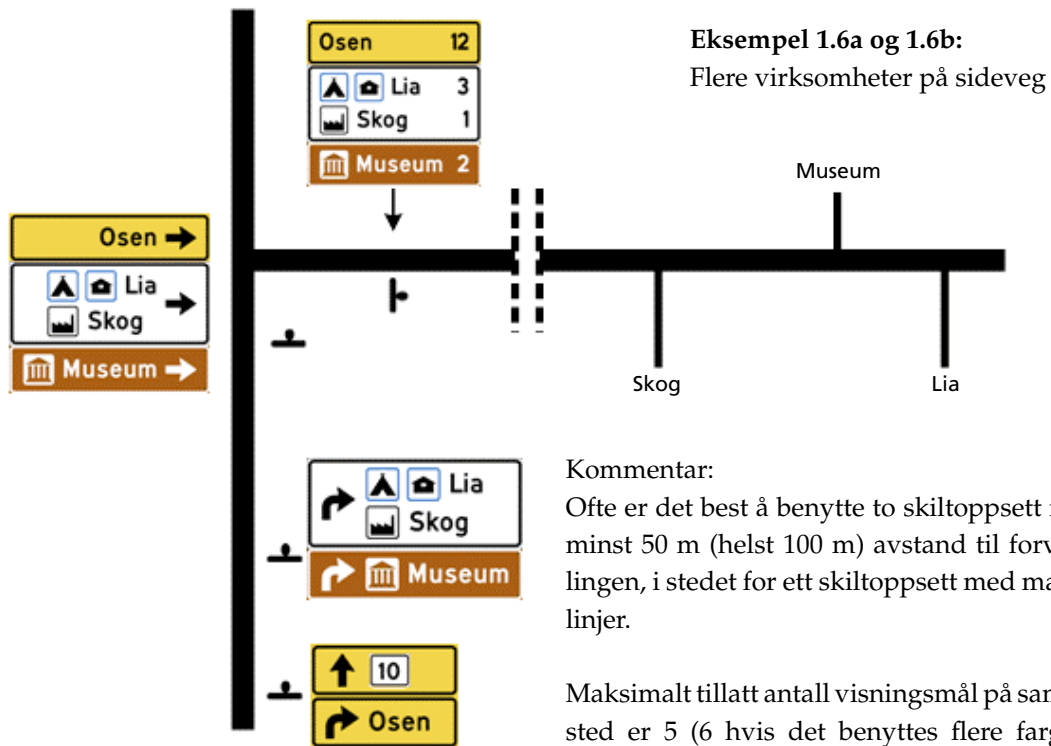 Osen 12
Lia 3
Skog 1
Museum 2
Eksempel 1.6a og 1.6b:
Flere virksomheter på sideveg
Museum
Osen
Lia
Skog
Museum
Skog
Lia
Lia
Skog
Museum
10
Osen
Kommentar:
Ofte er det best å benytte to skiltoppsett
minst 50 m (helst 100 m) avstand til forv
lingen, i stedet for ett skiltoppsett med ma
linjer.
Maksimalt tillatt antall visningsmål på sam
sted er 5 (6 hvis det benyttes flere farg